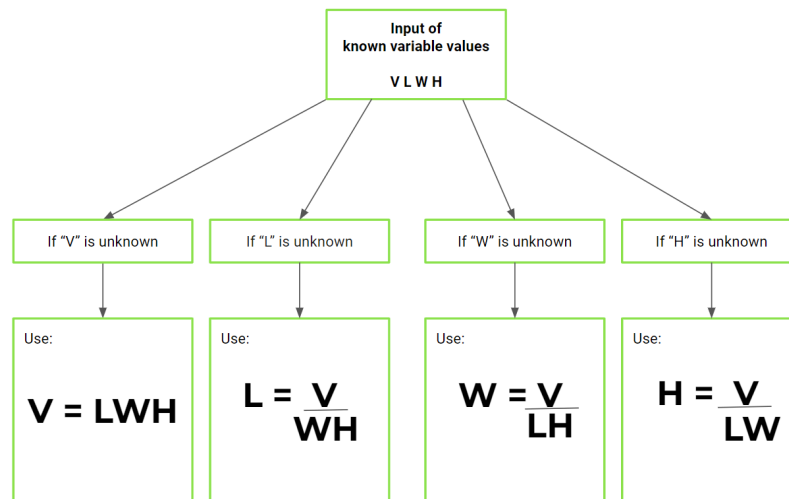 Input of
known variable values
V L W H
If “V” is unknown
If “L” is unknown
If “W” is unknown
If “H” is unknown
Use:
V = LWH
Use:
L = V
WH
Use:
W = V
LH
Use:
H = V
LW